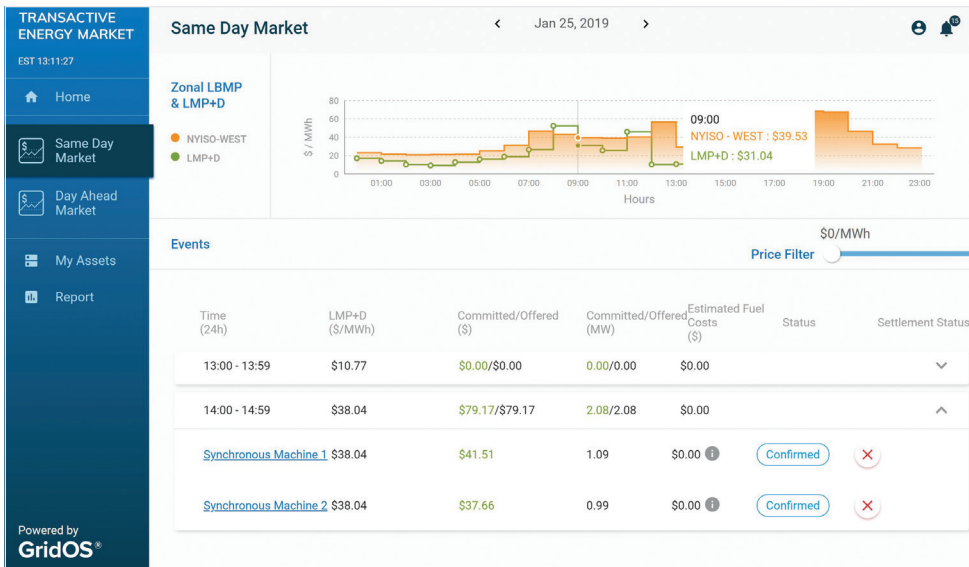 TRANSACTIVE
ENERGY MARKET
EST 13:11:27
Home
Same Day
Market
Day Ahead
Market
My Assets
Report
Powered by
GridOS®
Same Day Market
Jan 25, 2019
15
Zonal LBMP
& LMP+D
NYISO-WEST
LMP+D
$ / MWh
80
60
40
20
0
09:00
NYISO - WEST : $39.53
LMP+D : $31.04
01:00 03:00 05:00 07:00 09:00 11:00 13:00 15:00 17:00 19:00 21:00 23:00
Hours
Events
$0/MWh
Price Filter
Time
(24h)
LMP+D
($/MWh)
Committed/Offered
($)
Committed/Offered
(MW)
Estimated Fuel
Costs
($)
Status
Settlement Status
13:00 - 13:59 $10.77 $0.00/$0.00 0.00/0.00 $0.00
14:00 - 14:59 $38.04 $79.17/$79.17 2.08/2.08 $0.00
Synchronous Machine 1 $38.04 $41.51 1.09 $0.00 Confirmed
Synchronous Machine 2 $38.04 $37.66 0.99 $0.00 Confirmed